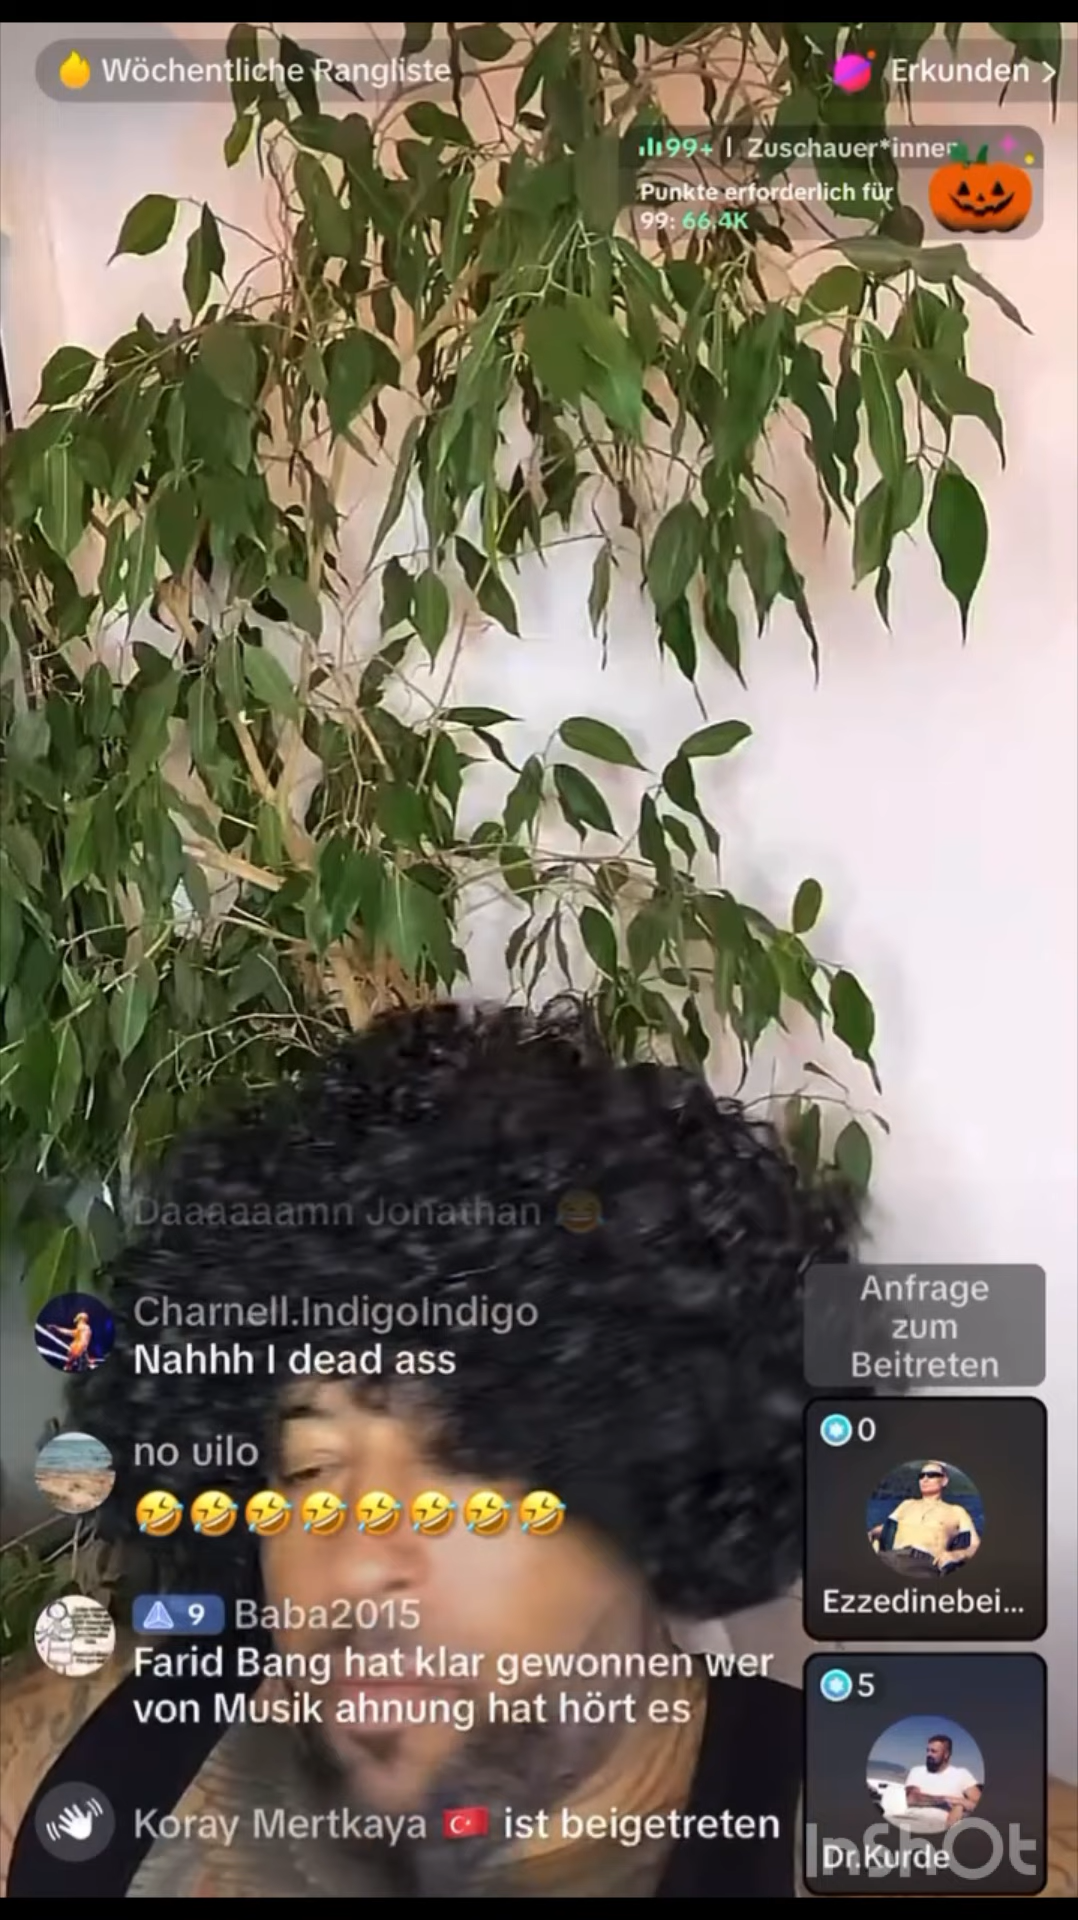 Wöchentliche Rangliste
Erkunden >
99+ | Zuschauer*innen
Punkte erforderlich für
99: 66,4K
Daaaaaamn Jonathan 😂
Charnell.IndigoIndigo
Nahhh I dead ass
no uilo
🤣🤣🤣🤣🤣🤣🤣🤣
9 Baba2015
Farid Bang hat klar gewonnen wer
von Musik ahnung hat hört es
Koray Mertkaya 🇹🇷 ist beigetreten
Anfrage
zum
Beitreten
0
Ezzedinebei...
5
Dr.Kurde
InShOt